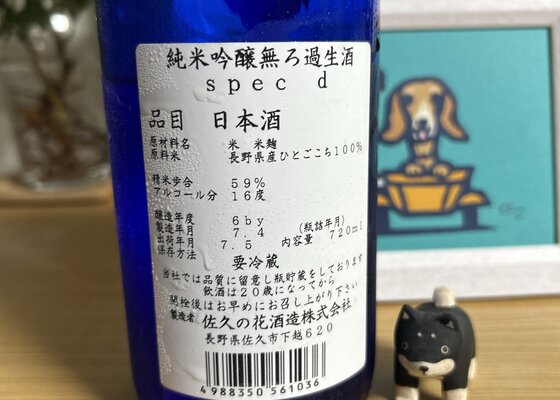 純米吟醸無ろ過生酒
spec d
品目 日本酒
原材料名 米 米麹
原料米 長野県産ひとごこち100%
精米歩合 59%
アルコール分 16度
醸造年度 6by
製造年月 7.4 (瓶詰年月)
出荷年月 7.5 内容量 720ml
保存方法
要冷蔵
当社では品質に留意し瓶貯蔵をしております
飲酒は20歳になってから
開栓後はお早めにお召し上がり下さい
製造者 佐久の花酒造株式会社
長野県佐久市下越620
4988350561036